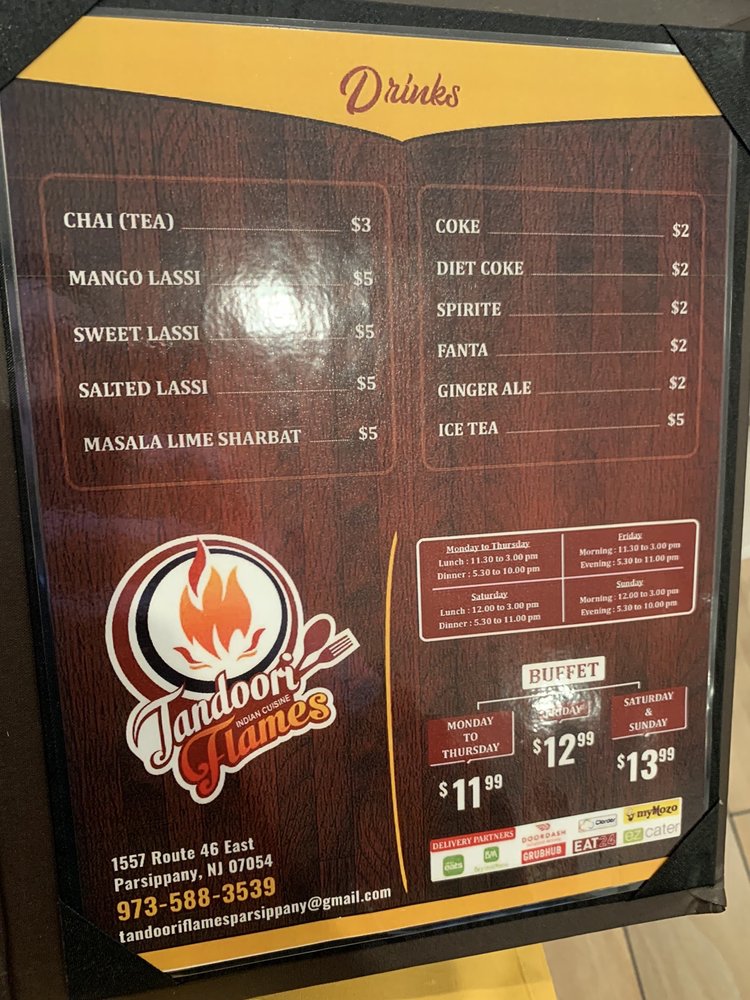 Drinks
CHAI (TEA) $3
MANGO LASSI $5
SWEET LASSI $5
SALTED LASSI $5
MASALA LIME SHARBAT $5
COKE $2
DIET COKE $2
SPIRITE $2
FANTA $2
GINGER ALE $2
ICE TEA $5
Monday to Thursday
Lunch : 11.30 to 3.00 pm
Dinner : 5.30 to 10.00 pm
Friday
Morning : 11.30 to 3.00 pm
Evening : 5.30 to 11.00 pm
Saturday
Lunch : 12.00 to 3.00 pm
Dinner : 5.30 to 11.00 pm
Sunday
Morning : 12.00 to 3.00 pm
Evening : 5.30 to 10.00 pm
Tandoori
INDIAN CUISINE
Flames
BUFFET
MONDAY
TO
THURSDAY
$11 99
FRIDAY
$12 99
SATURDAY
&
SUNDAY
$13 99
DELIVERY PARTNERS
eats
DOORDASH
GRUBHUB
Clorder
EAT24
myMozo
ez cater
1557 Route 46 East
Parsippany, NJ 07054
973-588-3539
tandooriflamesparsippany@gmail.com